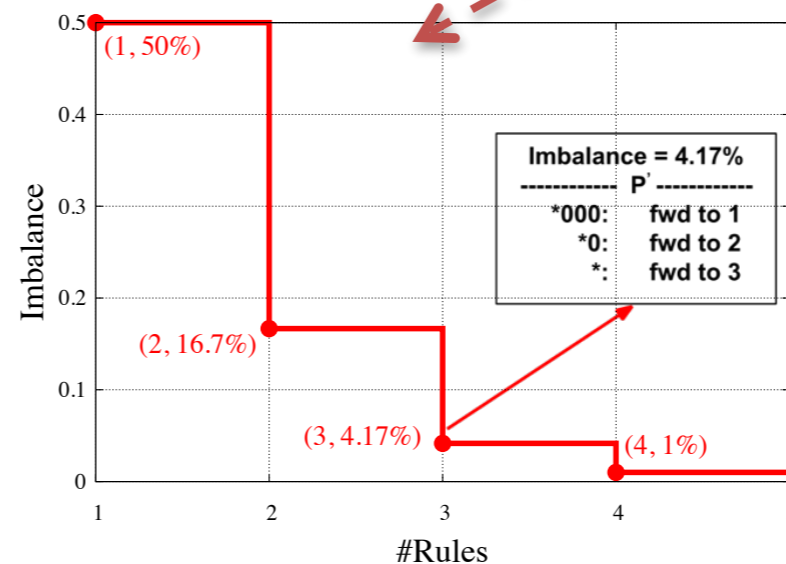 0.5
(1, 50%)
0.4
Imbalance = 4.17%
------------ P' ------------
*000: fwd to 1
*0: fwd to 2
*: fwd to 3
0.3
Imbalance
0.2
(2, 16.7%)
0.1
(3, 4.17%)
(4, 1%)
0
1 2 3 4
#Rules